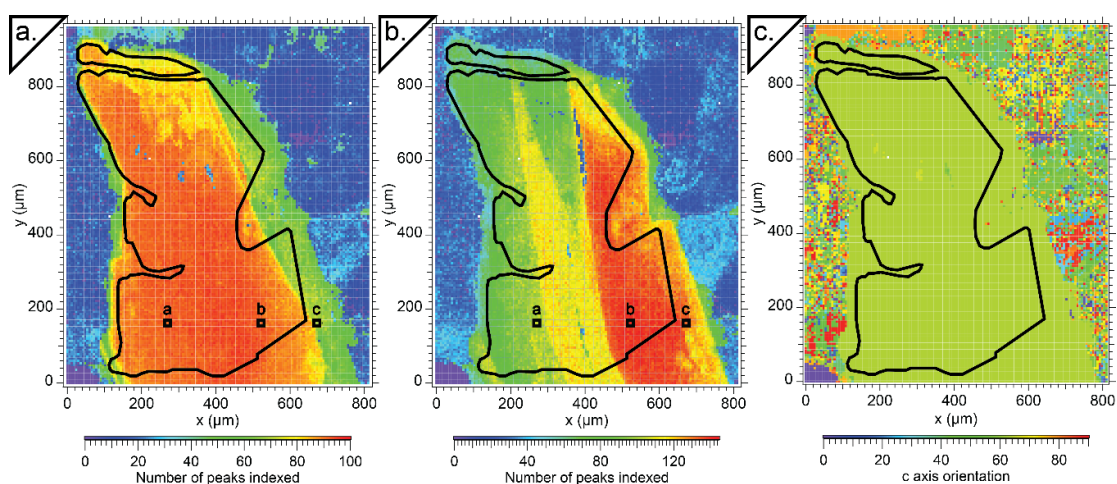 a.
800
600
400
200
0
y (µm)
a
b
c
0 200 400 600 800
x (µm)
0 20 40 60 80 100
Number of peaks indexed
b.
800
600
400
200
0
y (µm)
a
b
c
0 200 400 600 800
x (µm)
0 50 100
Number of peaks indexed
c.
800
600
400
200
0
y (µm)
0 200 400 600 800
x (µm)
0 20 40 60 80
c axis orientation